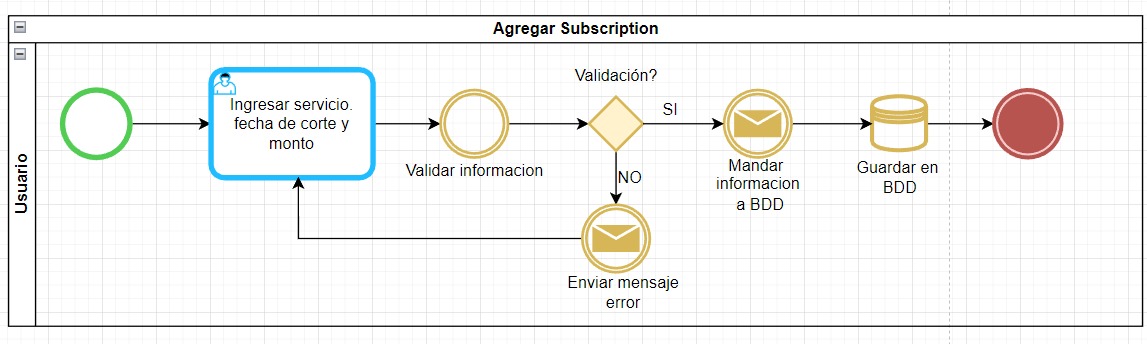 Agregar Subscription
Usuario
Ingresar servicio.
fecha de corte y
monto
Validar informacion
Validación?
SI
NO
Mandar
informacion
a BDD
Guardar en
BDD
Enviar mensaje
error